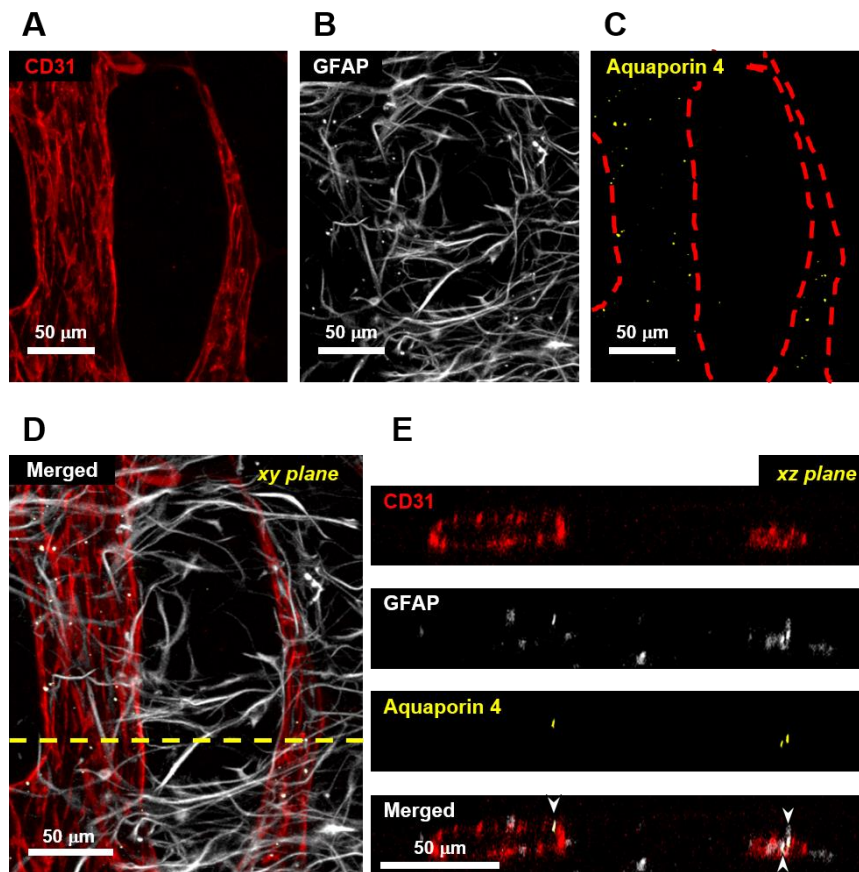 A
B
C
CD31
GFAP
Aquaporin 4
50 μm
50 μm
50 μm
D
E
Merged
xy plane
xz plane
CD31
GFAP
Aquaporin 4
Merged
50 μm
50 μm